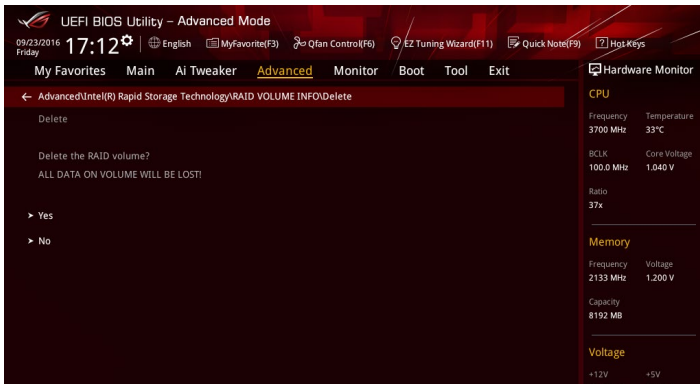 UEFI BIOS Utility – Advanced Mode
09/23/2016 17:12 English MyFavorite(F3) Qfan Control(F6) EZ Tuning Wizard(F11) Quick Note(F9) ? Hot Keys
Friday
My Favorites Main Ai Tweaker Advanced Monitor Boot Tool Exit
Hardware Monitor
← Advanced\Intel(R) Rapid Storage Technology\RAID VOLUME INFO\Delete
Delete
Delete the RAID volume?
ALL DATA ON VOLUME WILL BE LOST!
> Yes
> No
CPU
Frequency Temperature
3700 MHz 33°C
BCLK Core Voltage
100.0 MHz 1.040 V
Ratio
37x
Memory
Frequency Voltage
2133 MHz 1.200 V
Capacity
8192 MB
Voltage
+12V +5V